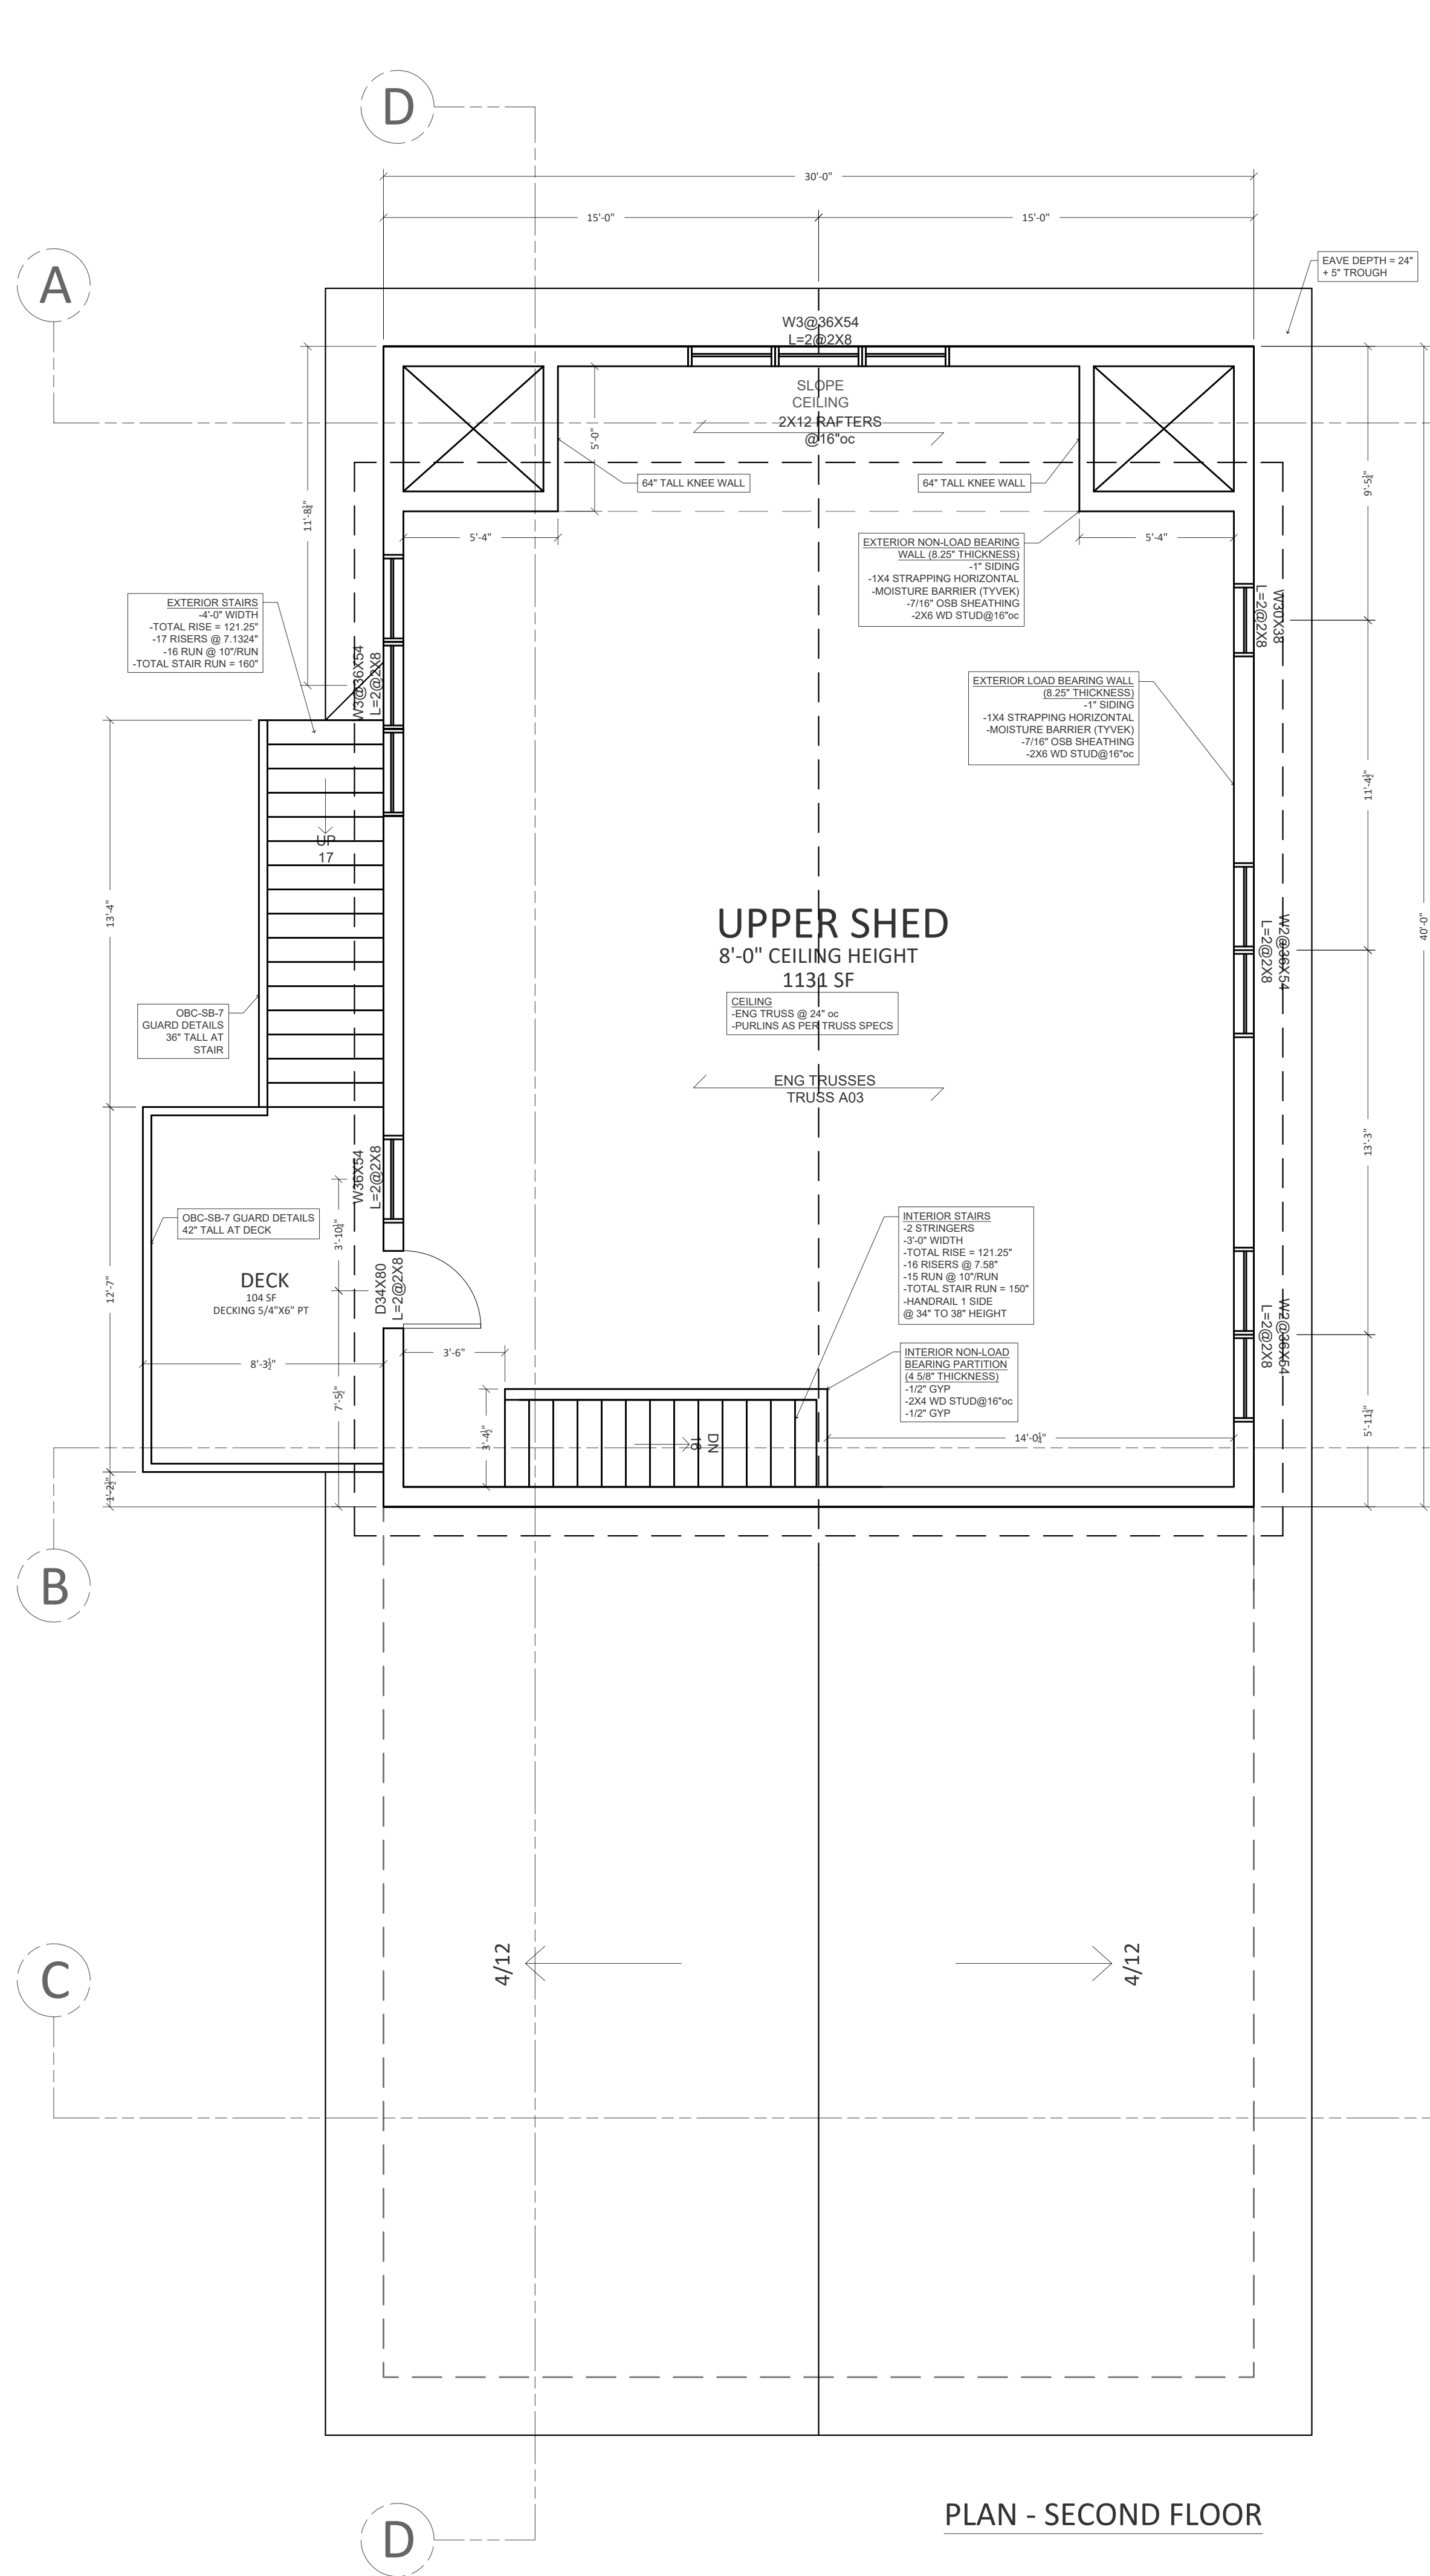 D
30'-0"
15'-0"
15'-0"
A
EAVE DEPTH = 24"
+ 5" TROUGH
W3@36X54
L=2@2X8
SLOPE
CEILING
2X12 RAFTERS
@16"oc
5'-0"
64" TALL KNEE WALL
64" TALL KNEE WALL
11'-8¼"
9'-5¼"
5'-4"
5'-4"
EXTERIOR NON-LOAD BEARING
WALL (8.25" THICKNESS)
-1" SIDING
-1X4 STRAPPING HORIZONTAL
-MOISTURE BARRIER (TYVEK)
-7/16" OSB SHEATHING
-2X6 WD STUD@16"oc
W30X38
L=2@2X8
EXTERIOR STAIRS
-4'-0" WIDTH
-TOTAL RISE = 121.25"
-17 RISERS @ 7.1324"
-16 RUN @ 10"/RUN
-TOTAL STAIR RUN = 160"
W3@36X54
L=2@2X8
EXTERIOR LOAD BEARING WALL
(8.25" THICKNESS)
-1" SIDING
-1X4 STRAPPING HORIZONTAL
-MOISTURE BARRIER (TYVEK)
-7/16" OSB SHEATHING
-2X6 WD STUD@16"oc
11'-4½"
UP
17
13'-4"
40'-0"
UPPER SHED
8'-0" CEILING HEIGHT
1131 SF
CEILING
-ENG TRUSS @ 24" oc
-PURLINS AS PER TRUSS SPECS
W2@36X54
L=2@2X8
OBC-SB-7
GUARD DETAILS
36" TALL AT
STAIR
ENG TRUSSES
TRUSS A03
13'-3"
W36X54
L=2@2X8
OBC-SB-7 GUARD DETAILS
42" TALL AT DECK
3'-10¼"
INTERIOR STAIRS
-2 STRINGERS
-3'-0" WIDTH
-TOTAL RISE = 121.25"
-16 RISERS @ 7.58"
-15 RUN @ 10"/RUN
-TOTAL STAIR RUN = 150"
-HANDRAIL 1 SIDE
@ 34" TO 38" HEIGHT
DECK
104 SF
DECKING 5/4"X6" PT
12'-7"
D34X80
L=2@2X8
W2@36X54
L=2@2X8
8'-3½"
3'-6"
INTERIOR NON-LOAD
BEARING PARTITION
(4 5/8" THICKNESS)
-1/2" GYP
-2X4 WD STUD@16"oc
-1/2" GYP
7'-5½"
3'-4½"
DN
16
14'-0¼"
5'-11¼"
1'-2½"
B
4/12
4/12
C
PLAN - SECOND FLOOR
D